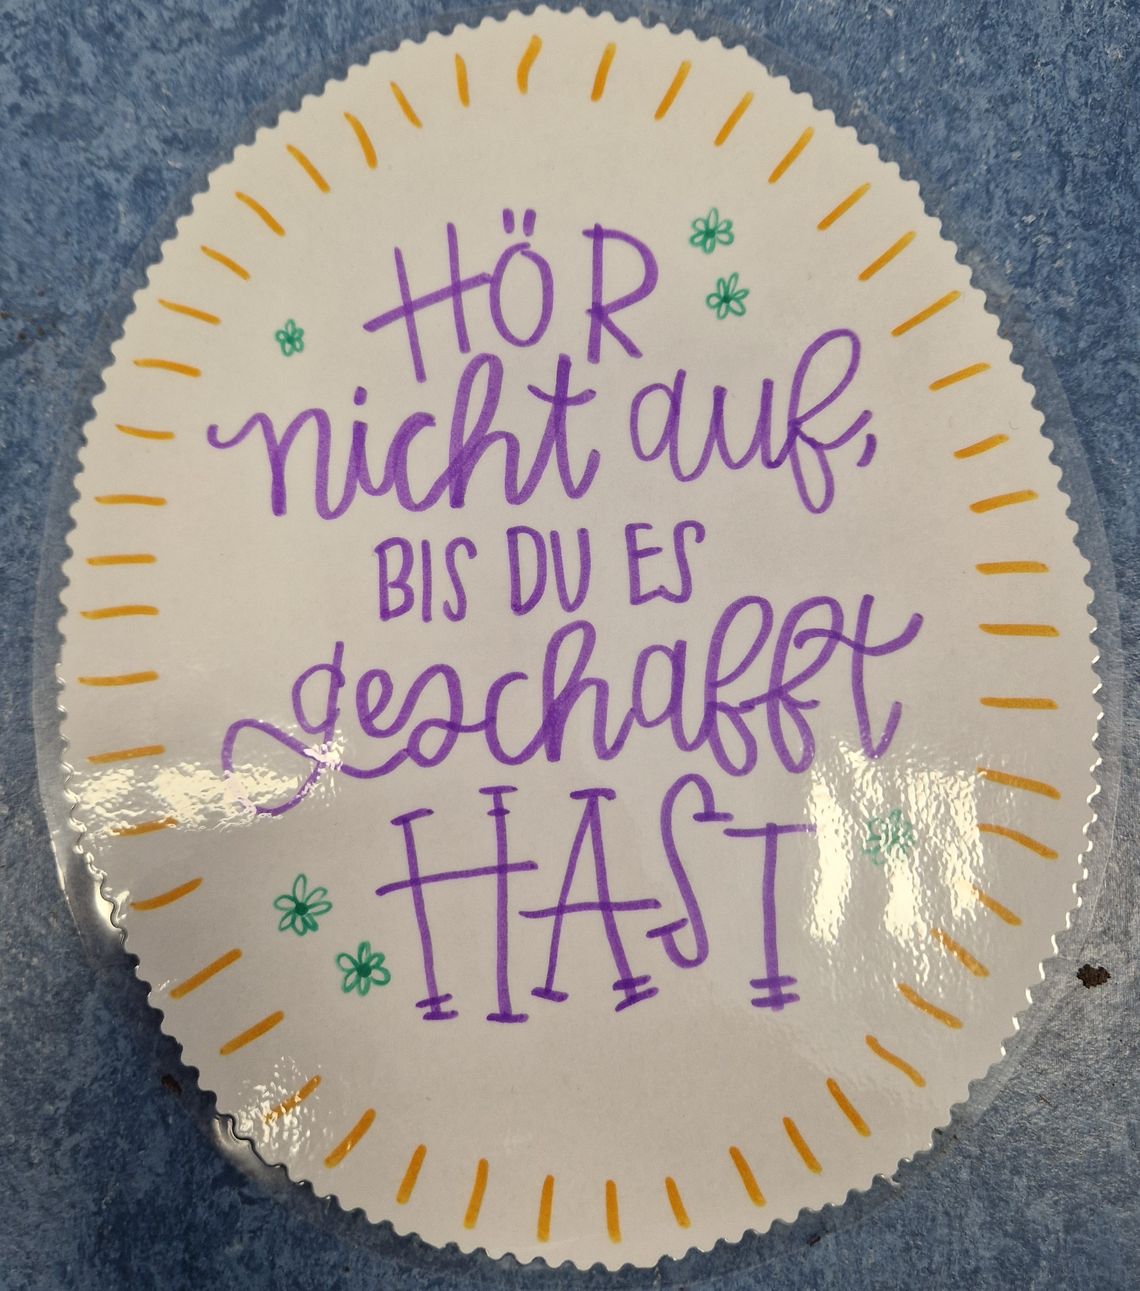 HÖR
nicht auf,
BIS DU ES
geschafft
HAST